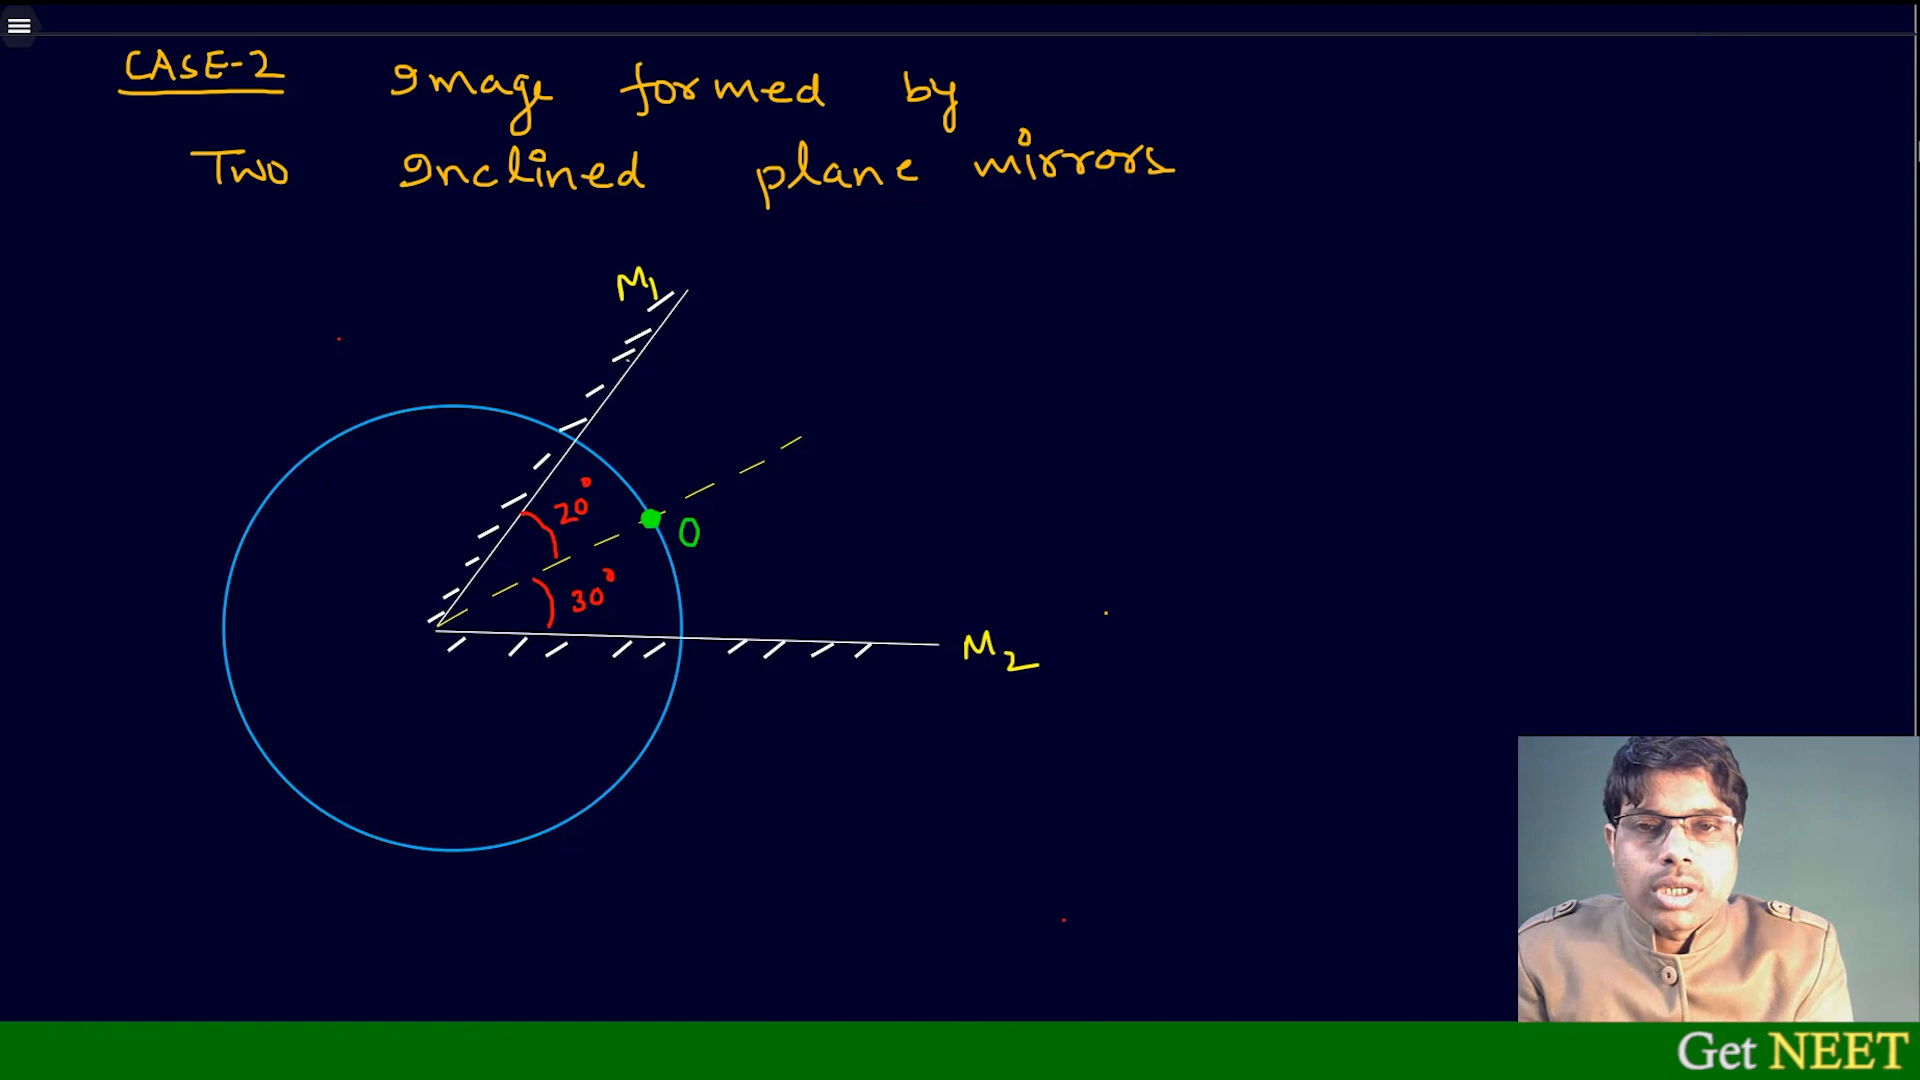 CASE-2 Image formed by
Two Inclined plane mirrors
M1
20°
O
30°
M2
Get NEET